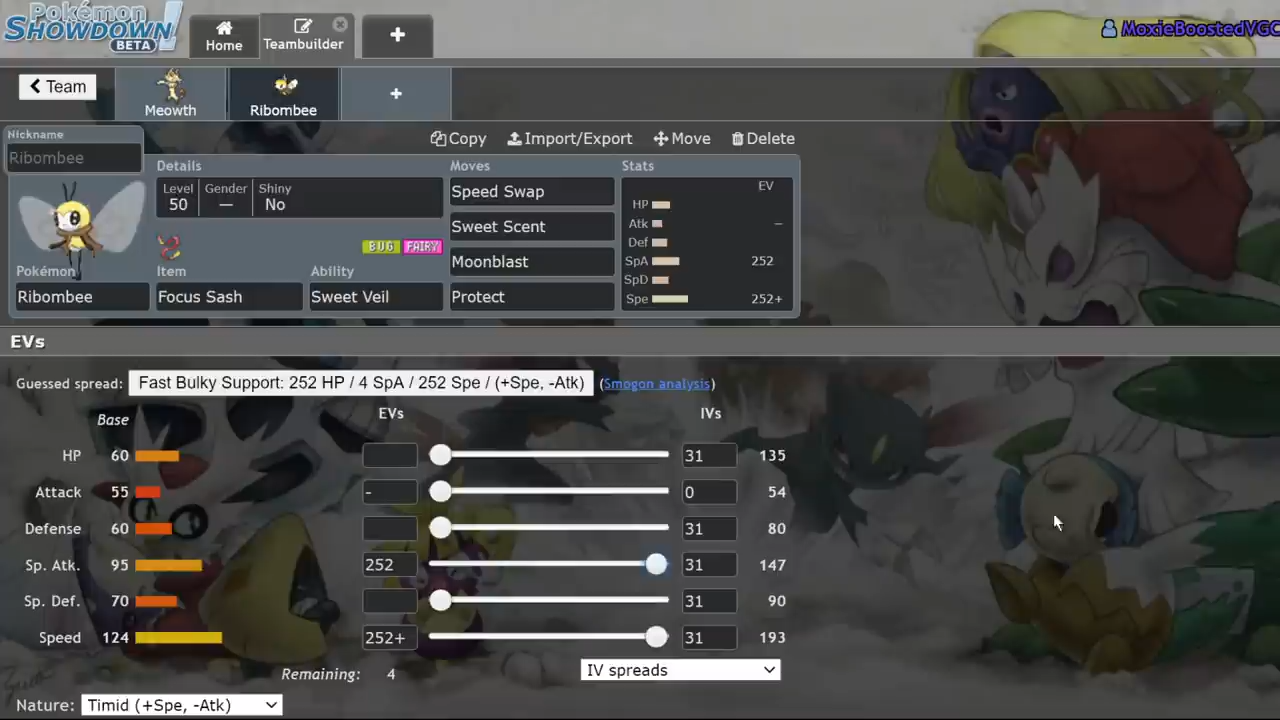 Pokémon
SHOWDOWN!
BETA
Home
Teambuilder
+
MoxieBoostedVGC
Team
Meowth
Ribombee
+
Nickname
Ribombee
Copy
Import/Export
Move
Delete
Details
Level
50
Gender
—
Shiny
No
BUG
FAIRY
Pokémon
Ribombee
Item
Focus Sash
Ability
Sweet Veil
Moves
Speed Swap
Sweet Scent
Moonblast
Protect
Stats
EV
HP
Atk –
Def
SpA 252
SpD
Spe 252+
EVs
Guessed spread: Fast Bulky Support: 252 HP / 4 SpA / 252 Spe / (+Spe, -Atk) (Smogon analysis)
Base EVs IVs
HP 60 31 135
Attack 55 - 0 54
Defense 60 31 80
Sp. Atk. 95 252 31 147
Sp. Def. 70 31 90
Speed 124 252+ 31 193
Remaining: 4 IV spreads
Nature: Timid (+Spe, -Atk)